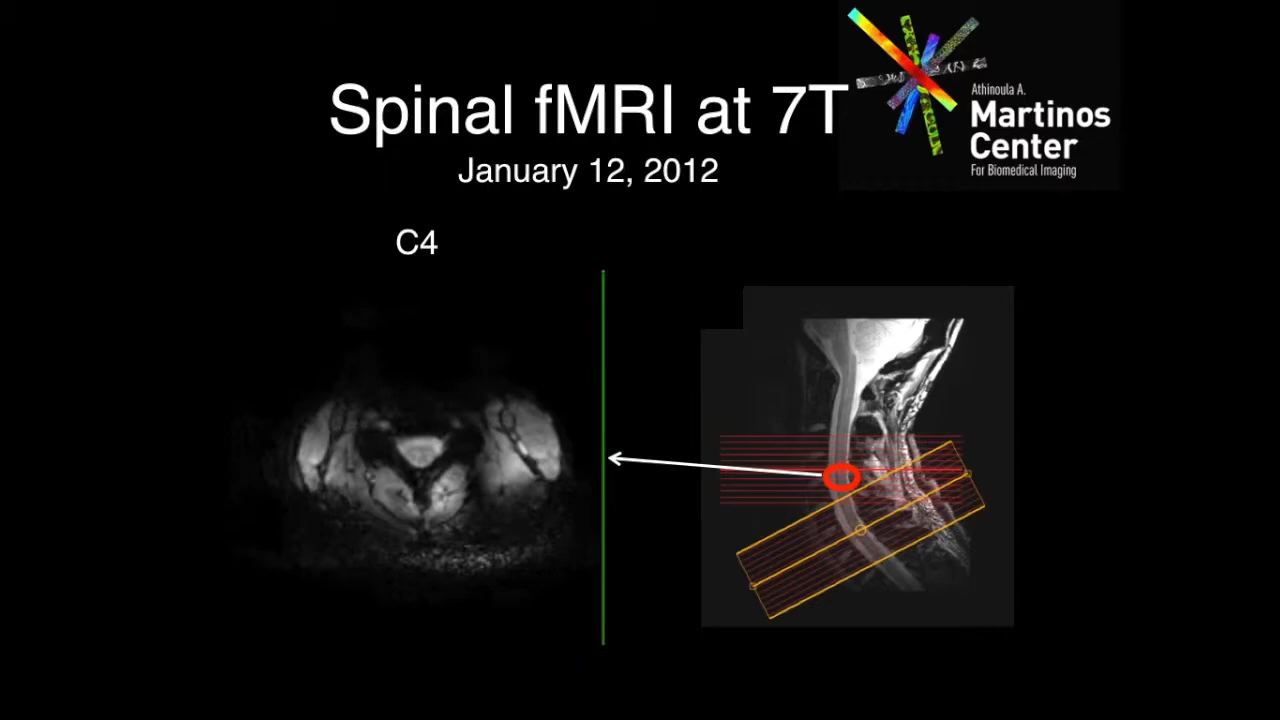 Spinal fMRI at 7T
January 12, 2012
Athinoula A.
Martinos
Center
For Biomedical Imaging
C4